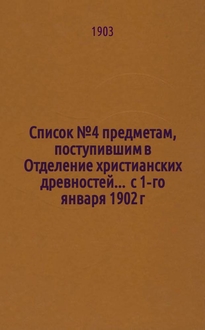 1903
Список №4 предметам,
поступившим в
Отделение христианских
древностей... с 1-го
января 1902 г